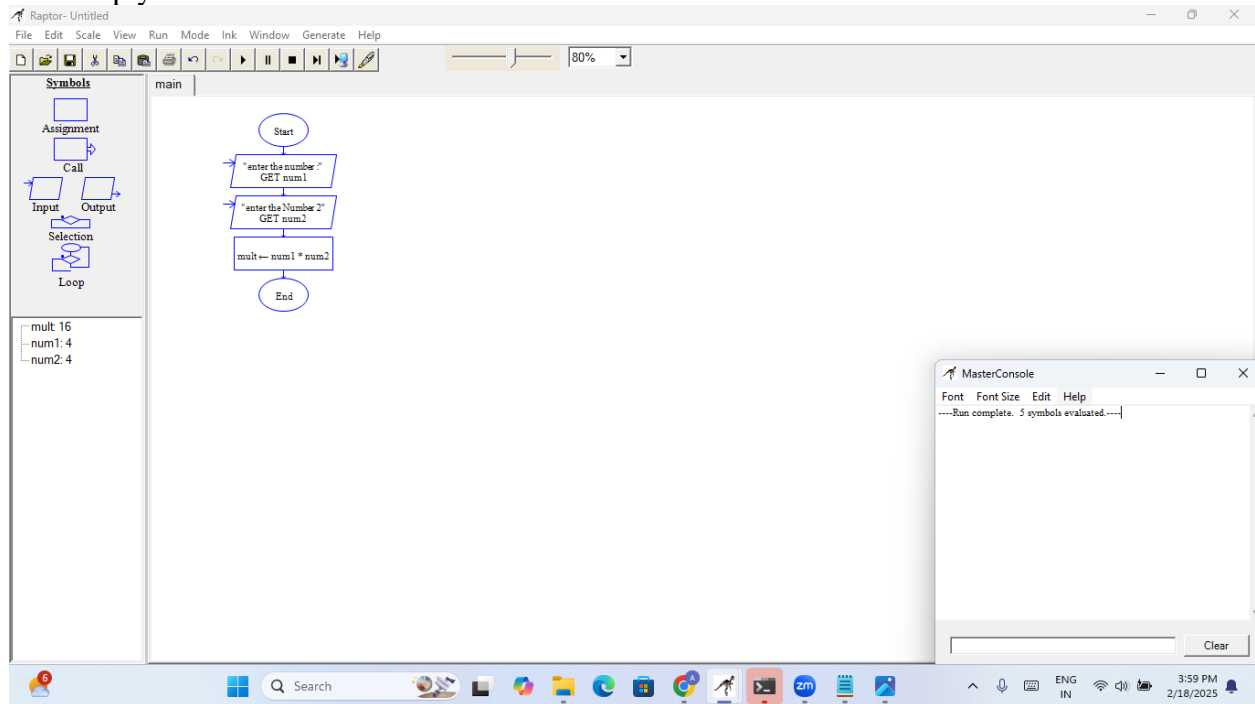 Raptor- Untitled
File Edit Scale View Run Mode Ink Window Generate Help
80%
Symbols
main
Assignment
Call
Input Output
Selection
Loop
Start
"enter the number :"
GET num1
"enter the Number 2"
GET num2
mult ← num1 * num2
End
mult: 16
num1: 4
num2: 4
MasterConsole
Font Font Size Edit Help
----Run complete. 5 symbols evaluated.----
Clear
6
Search
zm
ENG
IN
3:59 PM
2/18/2025